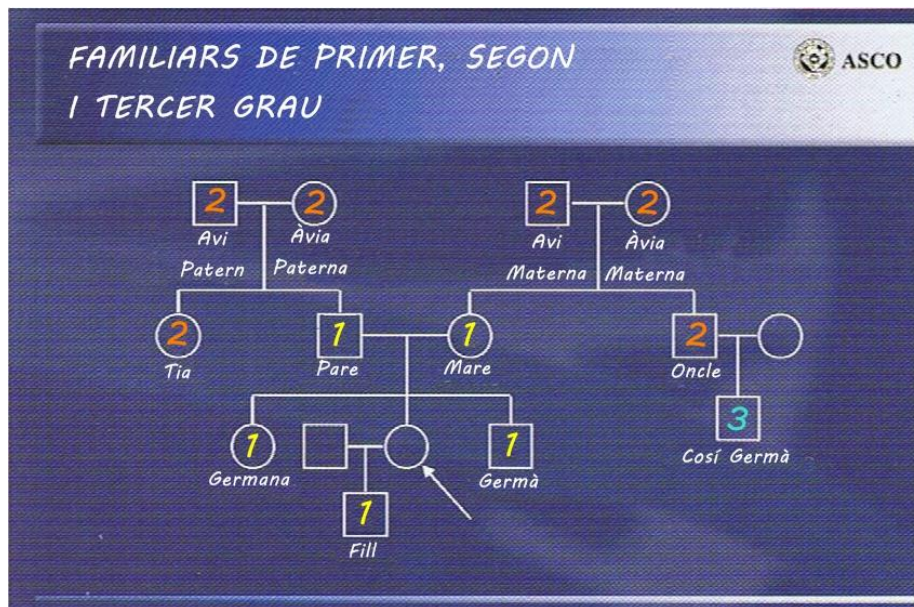 FAMILIARS DE PRIMER, SEGON
I TERCER GRAU
ASCO
2 2 2 2
Avi Àvia Avi Àvia
Patern Paterna Materna Materna
2 1 1 2
Tia Pare Mare Oncle
3
Cosí Germà
1 1
Germana Germà
1
Fill